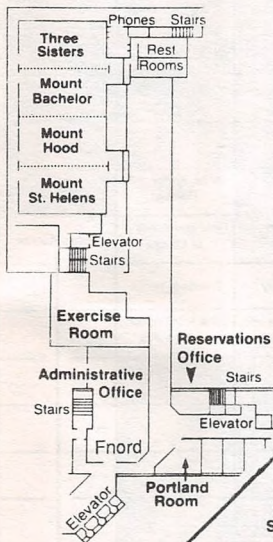 Phones Stairs
Three
Sisters
Rest
Rooms
Mount
Bachelor
Mount
Hood
Mount
St. Helens
Elevator
Stairs
Exercise
Room
Reservations
Office
Administrative
Office
Stairs
Stairs
Elevator
Fnord
Elevator
Portland
Room
S